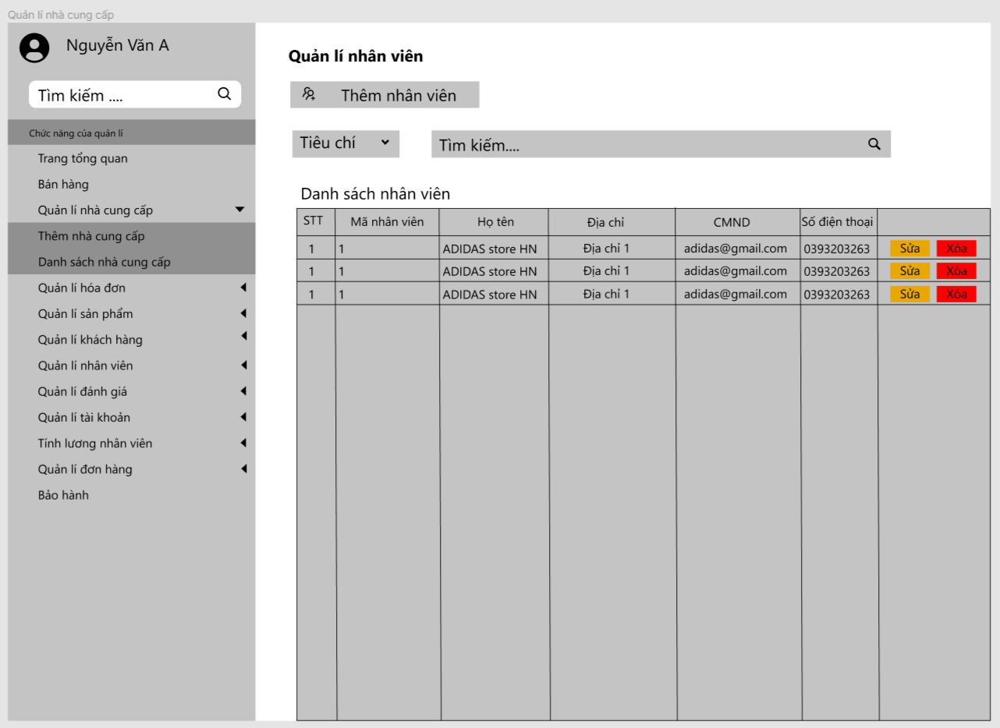 Quản lí nhà cung cấp
Nguyễn Văn A
Tìm kiếm ....
Chức năng của quản lí
Trang tổng quan
Bán hàng
Quản lí nhà cung cấp
Thêm nhà cung cấp
Danh sách nhà cung cấp
Quản lí hóa đơn
Quản lí sản phẩm
Quản lí khách hàng
Quản lí nhân viên
Quản lí đánh giá
Quản lí tài khoản
Tính lương nhân viên
Quản lí đơn hàng
Bảo hành
Quản lí nhân viên
Thêm nhân viên
Tiêu chí
Tìm kiếm....
Danh sách nhân viên
STT Mã nhân viên Họ tên Địa chỉ CMND Số điện thoại
1 1 ADIDAS store HN Địa chỉ 1 adidas@gmail.com 0393203263 Sửa Xóa
1 1 ADIDAS store HN Địa chỉ 1 adidas@gmail.com 0393203263 Sửa Xóa
1 1 ADIDAS store HN Địa chỉ 1 adidas@gmail.com 0393203263 Sửa Xóa